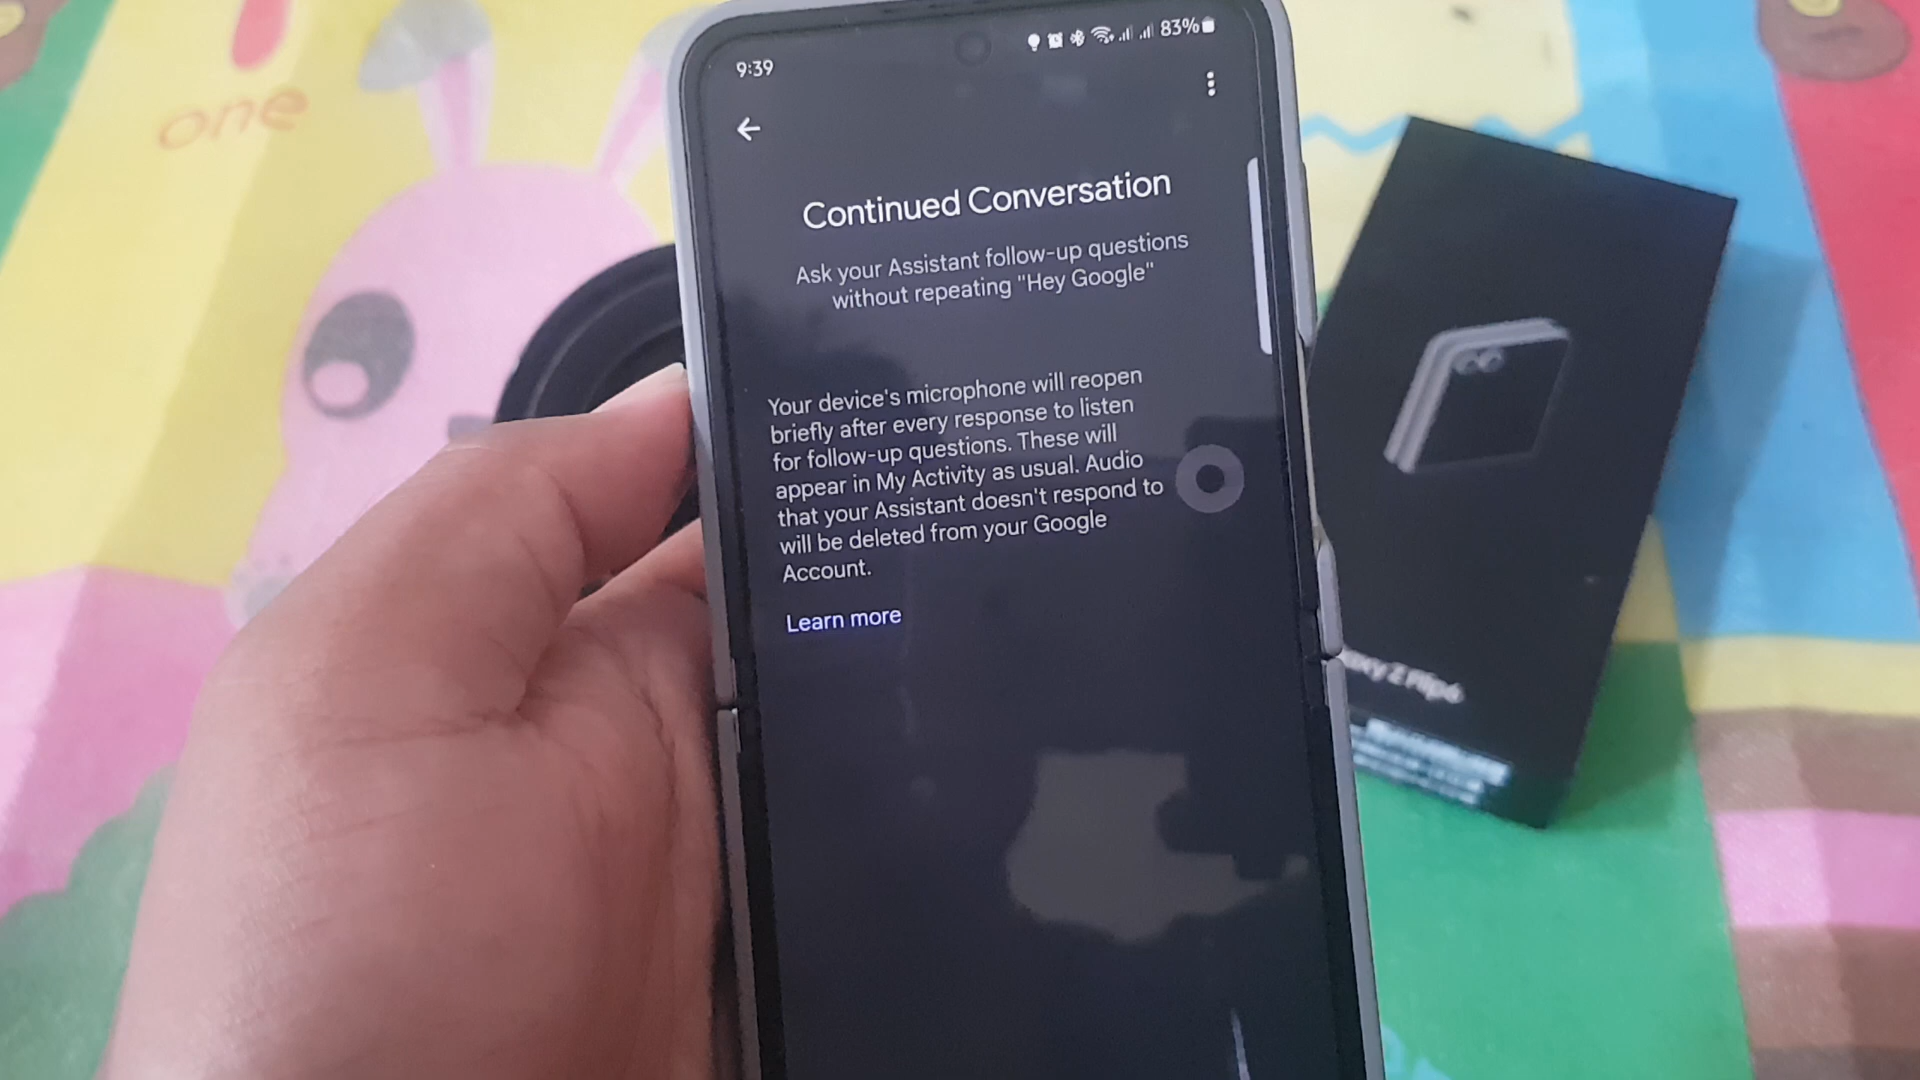 one
9:39
83%
Continued Conversation
Ask your Assistant follow-up questions
without repeating "Hey Google"
Your device's microphone will reopen
briefly after every response to listen
for follow-up questions. These will
appear in My Activity as usual. Audio
that your Assistant doesn't respond to
will be deleted from your Google
Account.
Learn more
Z Flip6